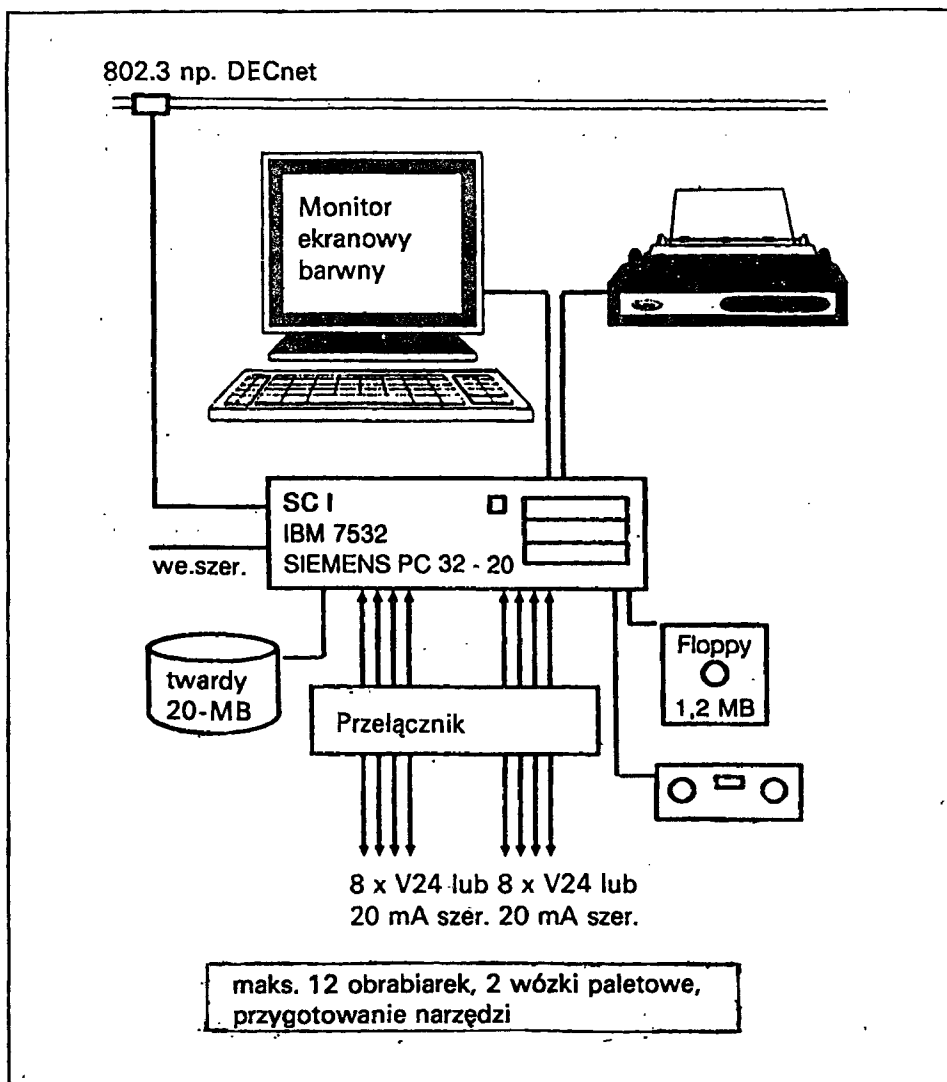 802.3 np. DECnet
Monitor
ekranowy
barwny
SC I
IBM 7532
SIEMENS PC 32 - 20
we.szer.
twardy
20-MB
Floppy
1,2 MB
Przełącznik
8 x V24 lub 8 x V24 lub
20 mA szer. 20 mA szer.
maks. 12 obrabiarek, 2 wózki paletowe,
przygotowanie narzędzi